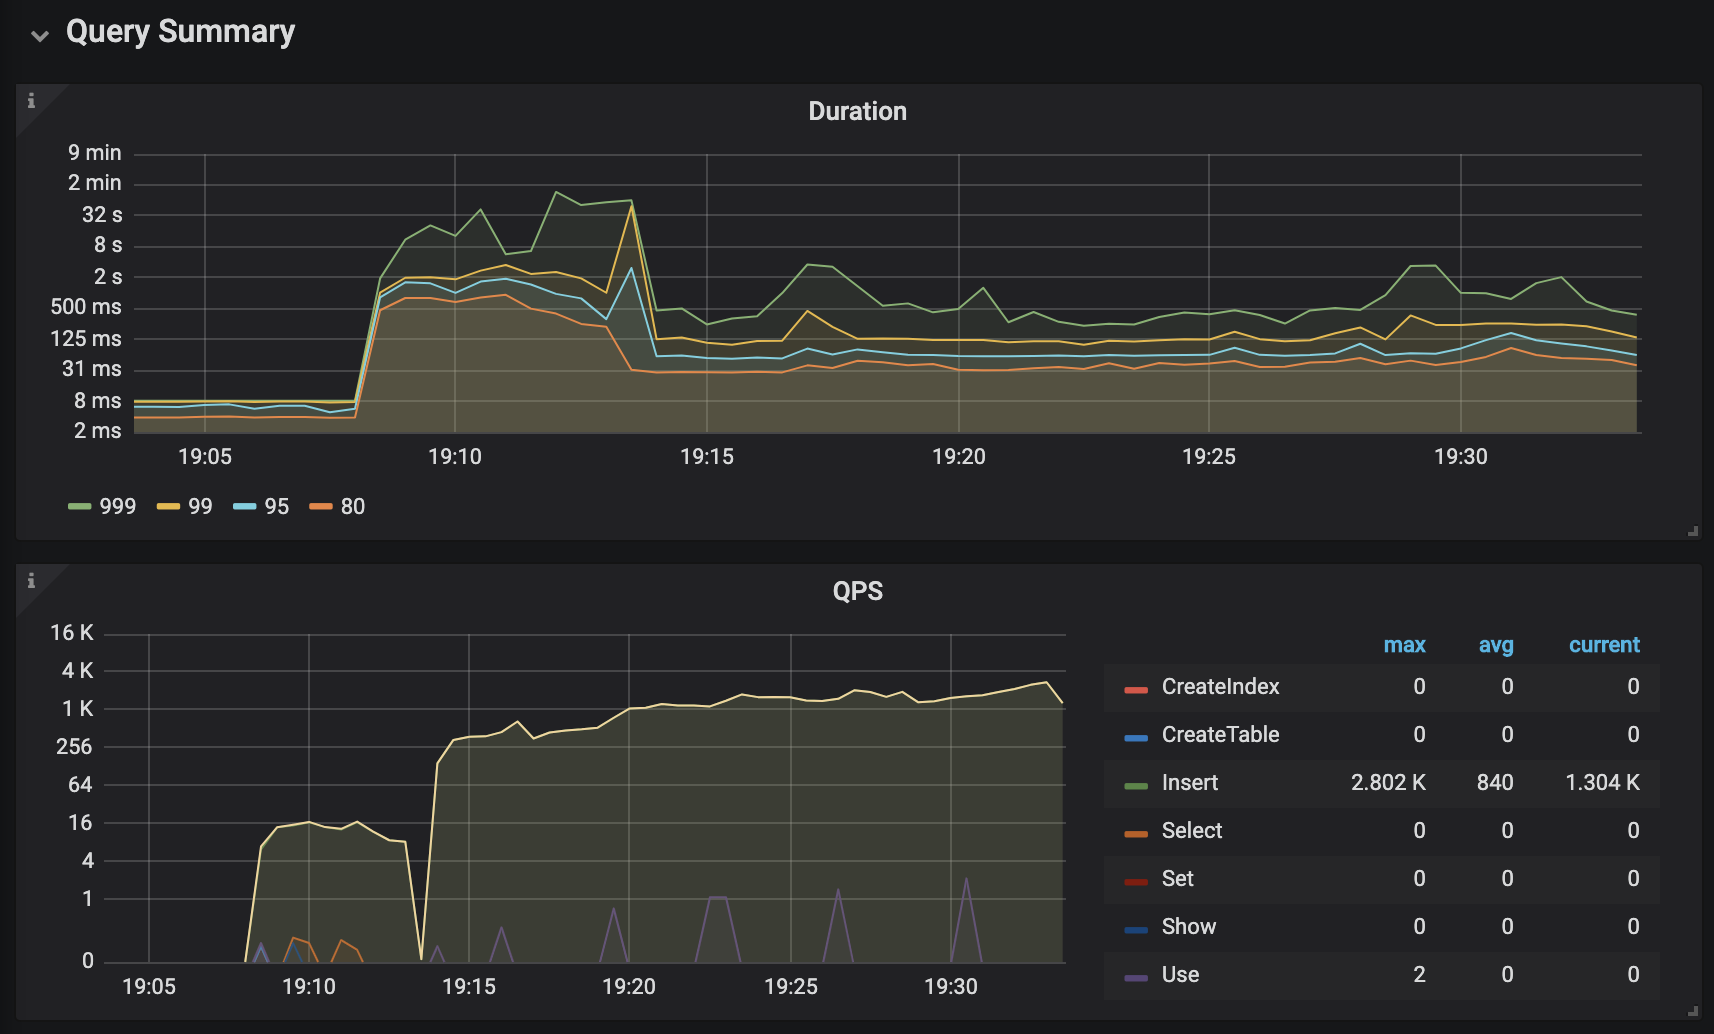 Query Summary
i
Duration
9 min
2 min
32 s
8 s
2 s
500 ms
125 ms
31 ms
8 ms
2 ms
19:05 19:10 19:15 19:20 19:25 19:30
999 99 95 80
i
QPS
16 K
4 K
1 K
256
64
16
4
1
0
19:05 19:10 19:15 19:20 19:25 19:30
max avg current
CreateIndex 0 0 0
CreateTable 0 0 0
Insert 2.802 K 840 1.304 K
Select 0 0 0
Set 0 0 0
Show 0 0 0
Use 2 0 0